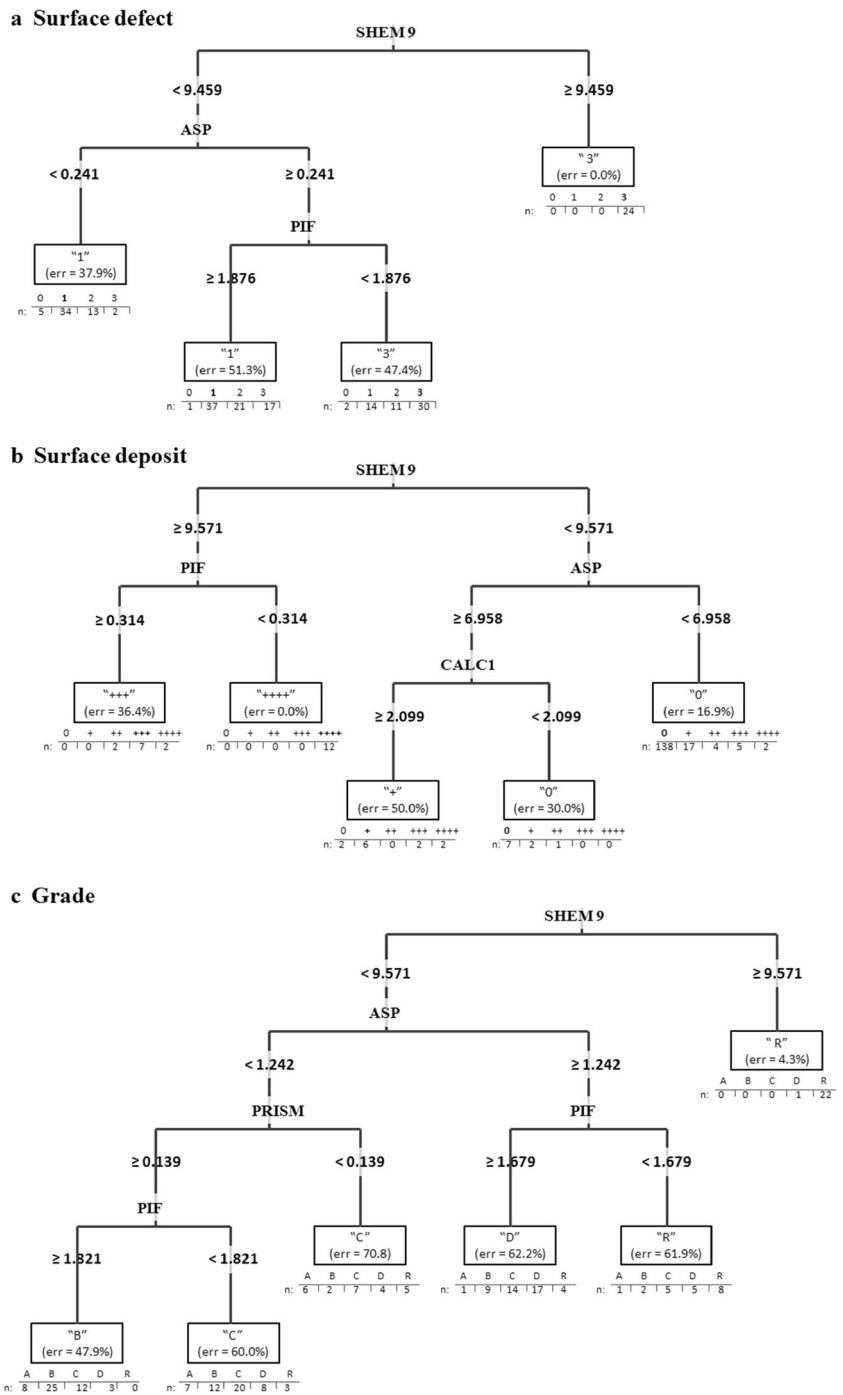 a Surface defect
SHEM 9
< 9.459
≥ 9.459
ASP
"3"
(err = 0.0%)
0 1 2 3
n: 0 0 0 24
< 0.241
≥ 0.241
PIF
"1"
(err = 37.9%)
0 1 2 3
n: 5 34 13 2
≥ 1.876
< 1.876
"1"
(err = 51.3%)
"3"
(err = 47.4%)
0 1 2 3
n: 1 37 21 17
0 1 2 3
n: 2 14 11 30
b Surface deposit
SHEM 9
≥ 9.571
< 9.571
PIF
ASP
≥ 0.314
< 0.314
≥ 6.958
< 6.958
CALC1
"+++"
(err = 36.4%)
"++++"
(err = 0.0%)
"0"
(err = 16.9%)
0 + ++ +++ ++++
n: 0 0 2 7 2
0 + ++ +++ ++++
n: 0 0 0 0 12
0 + ++ +++ ++++
n: 138 17 4 5 2
≥ 2.099
< 2.099
"+"
(err = 50.0%)
"0"
(err = 30.0%)
0 + ++ +++ ++++
n: 2 6 0 2 2
0 + ++ +++ ++++
n: 7 2 1 0 0
c Grade
SHEM 9
< 9.571
≥ 9.571
ASP
"R"
(err = 4.3%)
A B C D R
n: 0 0 0 1 22
< 1.242
≥ 1.242
PRISM
PIF
≥ 0.139
< 0.139
≥ 1.679
< 1.679
PIF
"C"
(err = 70.8)
"D"
(err = 62.2%)
"R"
(err = 61.9%)
A B C D R
n: 6 2 7 4 5
A B C D R
n: 1 9 14 17 4
A B C D R
n: 1 2 5 5 8
≥ 1.821
< 1.821
"B"
(err = 47.9%)
"C"
(err = 60.0%)
A B C D R
n: 8 25 12 3 0
A B C D R
n: 7 12 20 8 3